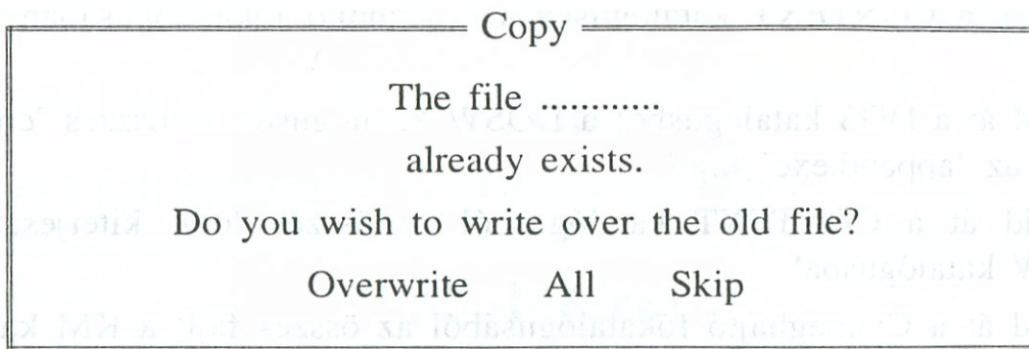 Copy
The file ............
already exists.
Do you wish to write over the old file?
Overwrite All Skip